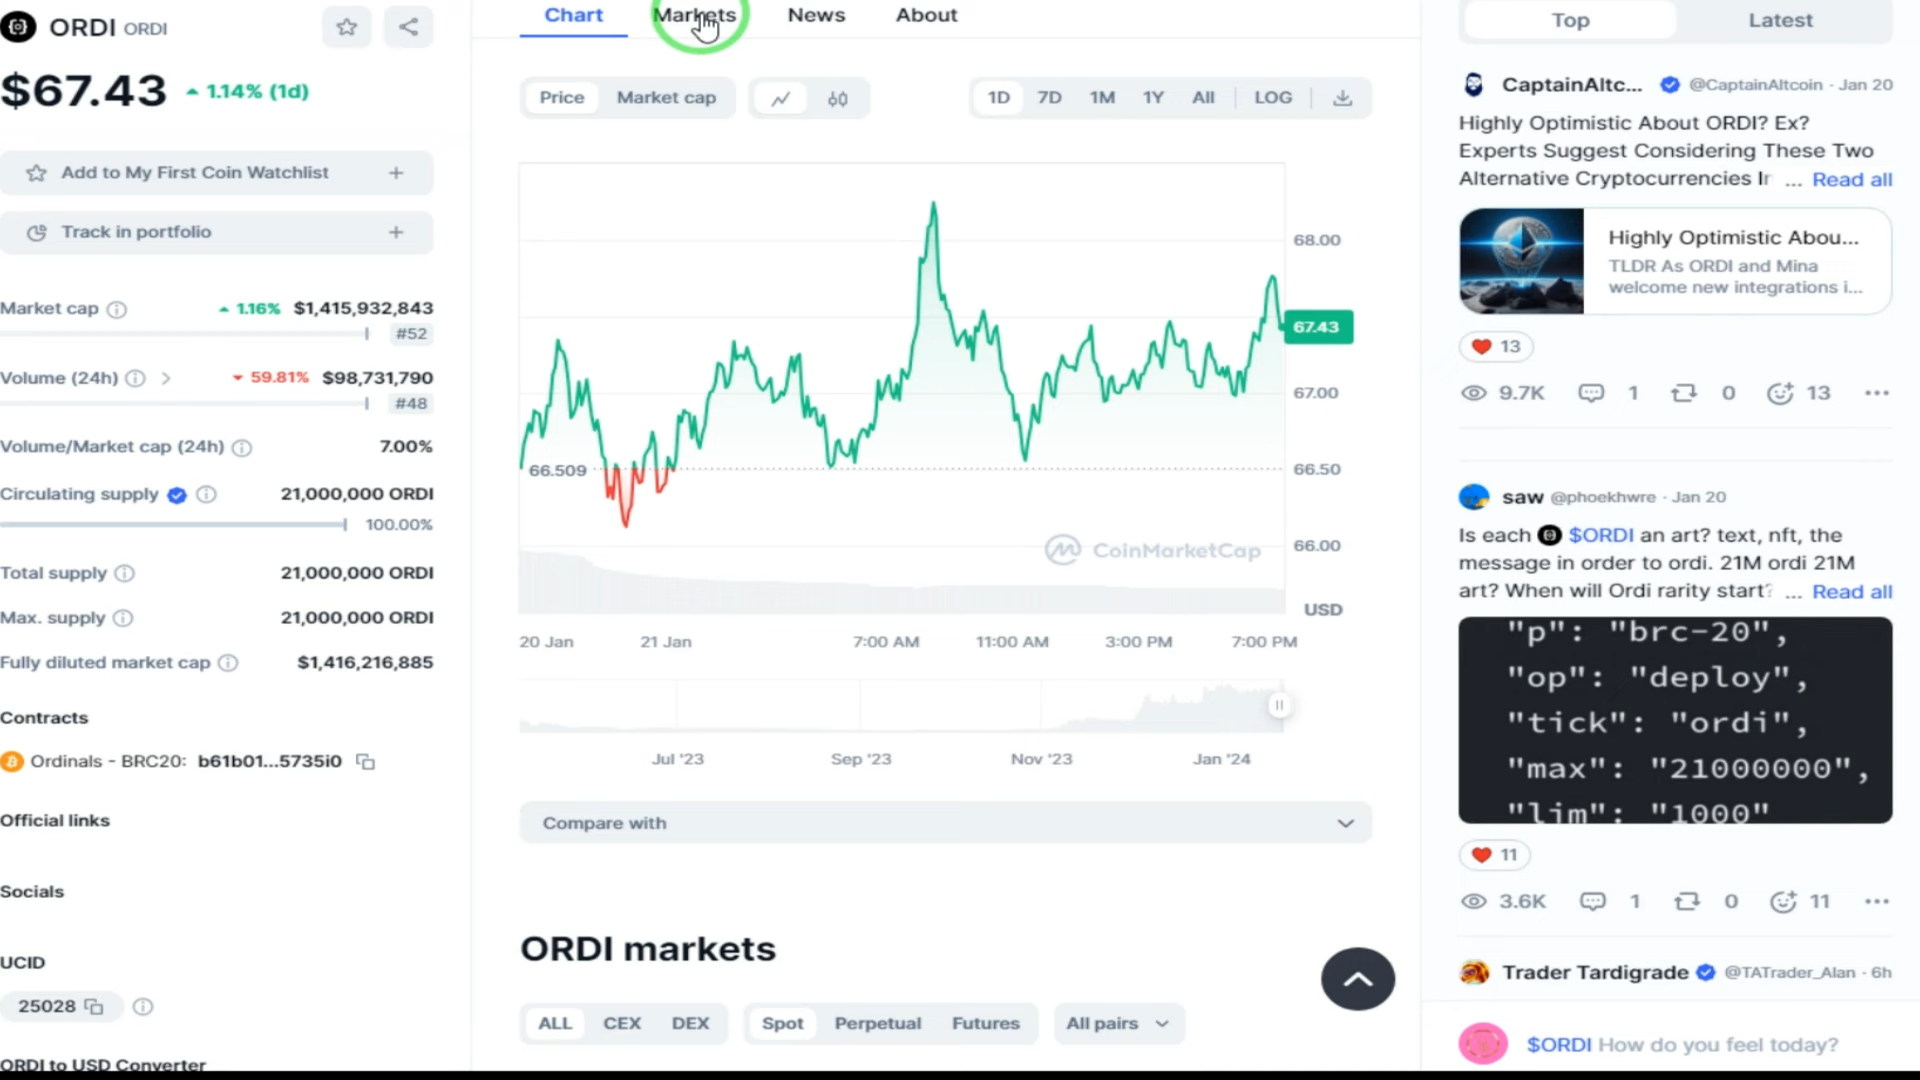 ORDI ORDI
$67.43 1.14% (1d)
Add to My First Coin Watchlist +
Track in portfolio +
Market cap 1.16% $1,415,932,843
#52
Volume (24h) 59.81% $98,731,790
#48
Volume/Market cap (24h) 7.00%
Circulating supply 21,000,000 ORDI
100.00%
Total supply 21,000,000 ORDI
Max. supply 21,000,000 ORDI
Fully diluted market cap $1,416,216,885
Contracts
Ordinals - BRC20: b61b01...5735i0
Official links
Socials
UCID
25028
ORDI to USD Converter
Chart Markets News About
Price Market cap 1D 7D 1M 1Y All LOG
68.00
67.43
67.00
66.509 66.50
66.00
CoinMarketCap
USD
20 Jan 21 Jan 7:00 AM 11:00 AM 3:00 PM 7:00 PM
Jul '23 Sep '23 Nov '23 Jan '24
Compare with
ORDI markets
ALL CEX DEX Spot Perpetual Futures All pairs
Top Latest
CaptainAltc... @CaptainAltcoin · Jan 20
Highly Optimistic About ORDI? Ex?
Experts Suggest Considering These Two
Alternative Cryptocurrencies Ir ... Read all
Highly Optimistic Abou...
TLDR As ORDI and Mina
welcome new integrations i...
13
9.7K 1 0 13 ...
saw @phoekhwre · Jan 20
Is each $ORDI an art? text, nft, the
message in order to ordi. 21M ordi 21M
art? When will Ordi rarity start? ... Read all
"p": "brc-20",
"op": "deploy",
"tick": "ordi",
"max": "21000000",
"lim": "1000"
11
3.6K 1 0 11 ...
Trader Tardigrade @TATrader_Alan · 6h
$ORDI How do you feel today?